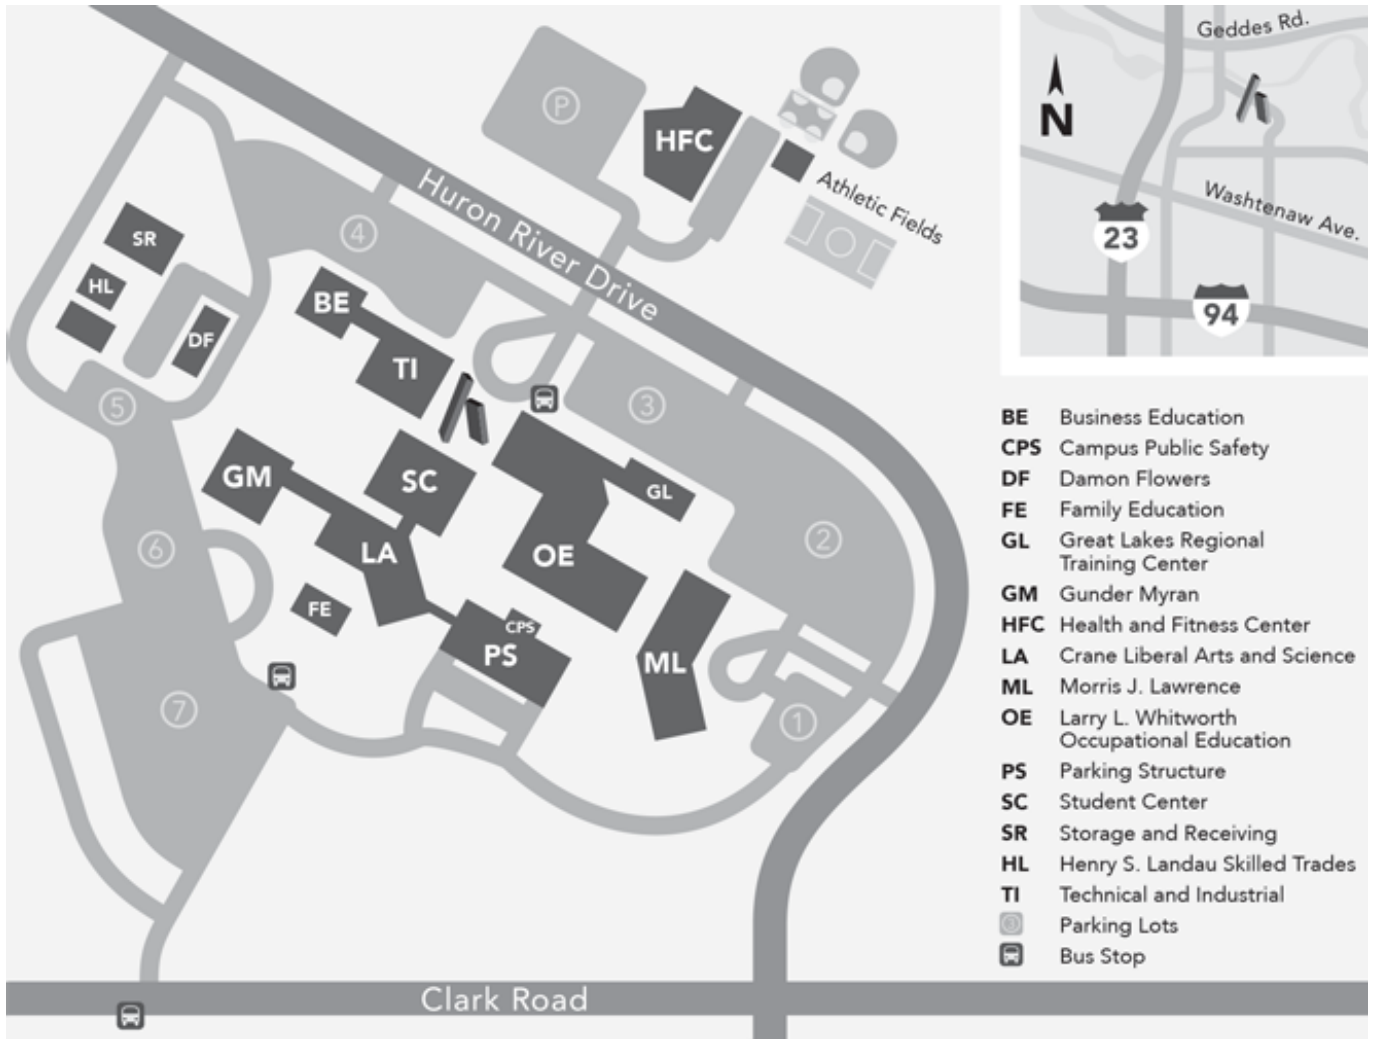 P
HFC
Athletic Fields
Huron River Drive
4
SR
HL
DF
BE
TI
5
3
GM
SC
GL
2
6
LA
OE
FE
CPS
PS
ML
7
1
Clark Road
Geddes Rd.
N
Washtenaw Ave.
23
94
BE Business Education
CPS Campus Public Safety
DF Damon Flowers
FE Family Education
GL Great Lakes Regional
Training Center
GM Gunder Myran
HFC Health and Fitness Center
LA Crane Liberal Arts and Science
ML Morris J. Lawrence
OE Larry L. Whitworth
Occupational Education
PS Parking Structure
SC Student Center
SR Storage and Receiving
HL Henry S. Landau Skilled Trades
TI Technical and Industrial
Parking Lots
Bus Stop